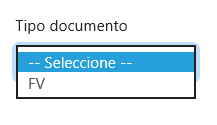 Tipo documento
-- Seleccione --
FV